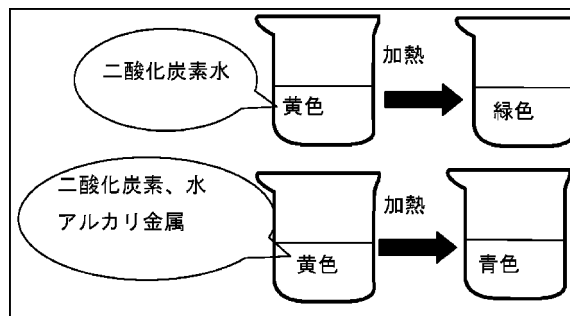 二酸化炭素水
黄色
加熱
緑色
二酸化炭素、水
アルカリ金属
黄色
加熱
青色